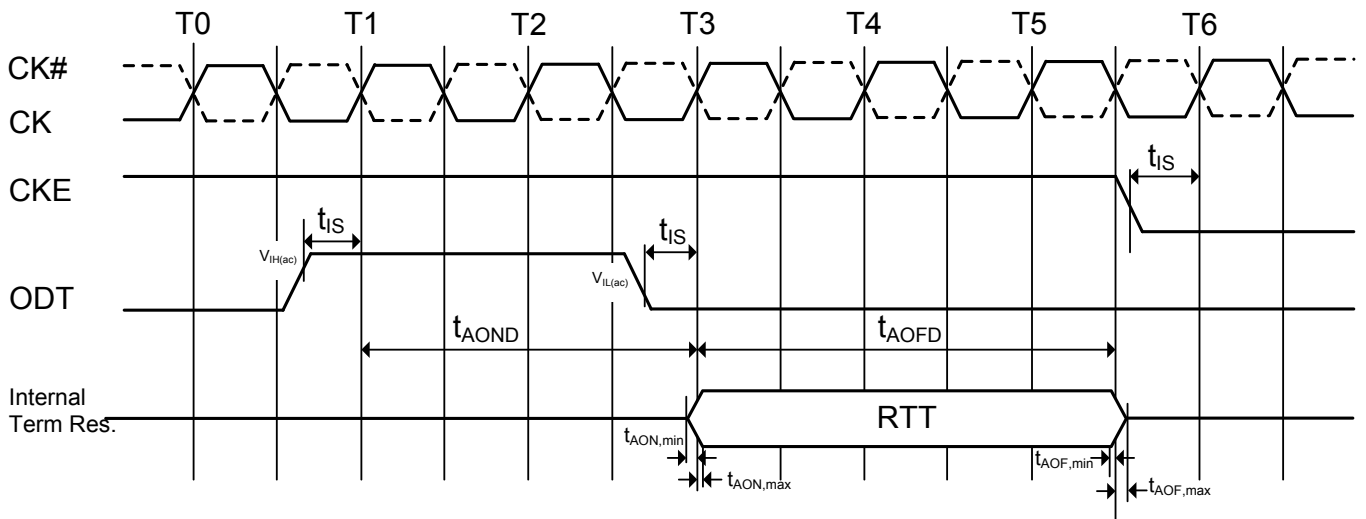 T0 T1 T2 T3 T4 T5 T6
CK#
CK
CKE
tIS
tIS
tIS
VIH(ac)
VIL(ac)
ODT
tAOND
tAOFD
Internal
Term Res.
RTT
tAON,min
tAOF,min
tAON,max
tAOF,max